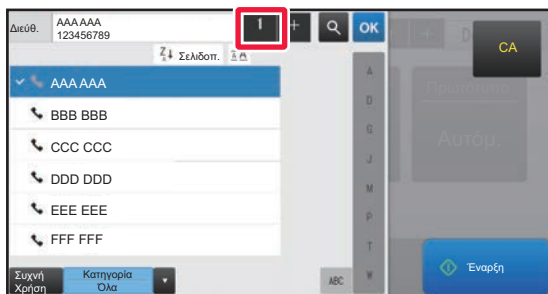 Διεύθ.
AAA AAA
123456789
1
+
OK
CA
Z
A
Σελιδοπ.
AAA AAA
BBB BBB
CCC CCC
DDD DDD
EEE EEE
FFF FFF
A
D
G
J
M
P
T
W
Πρωτότυπο
Αυτόμ.
Συχνή
Χρήση
Κατηγορία
Όλα
ABC
Έναρξη